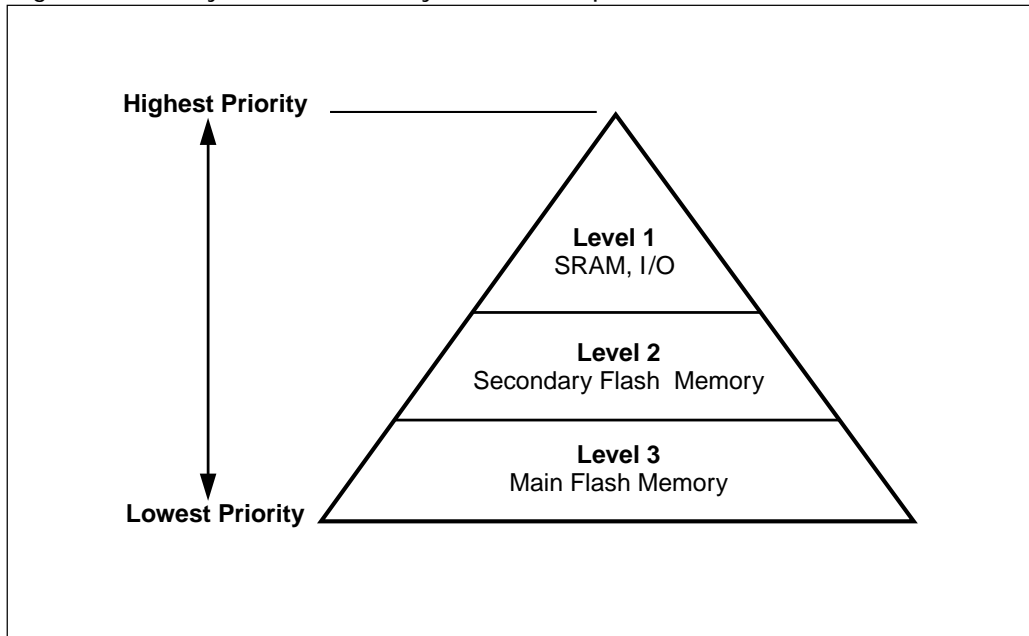 Highest Priority
Level 1
SRAM, I/O
Level 2
Secondary Flash Memory
Level 3
Main Flash Memory
Lowest Priority